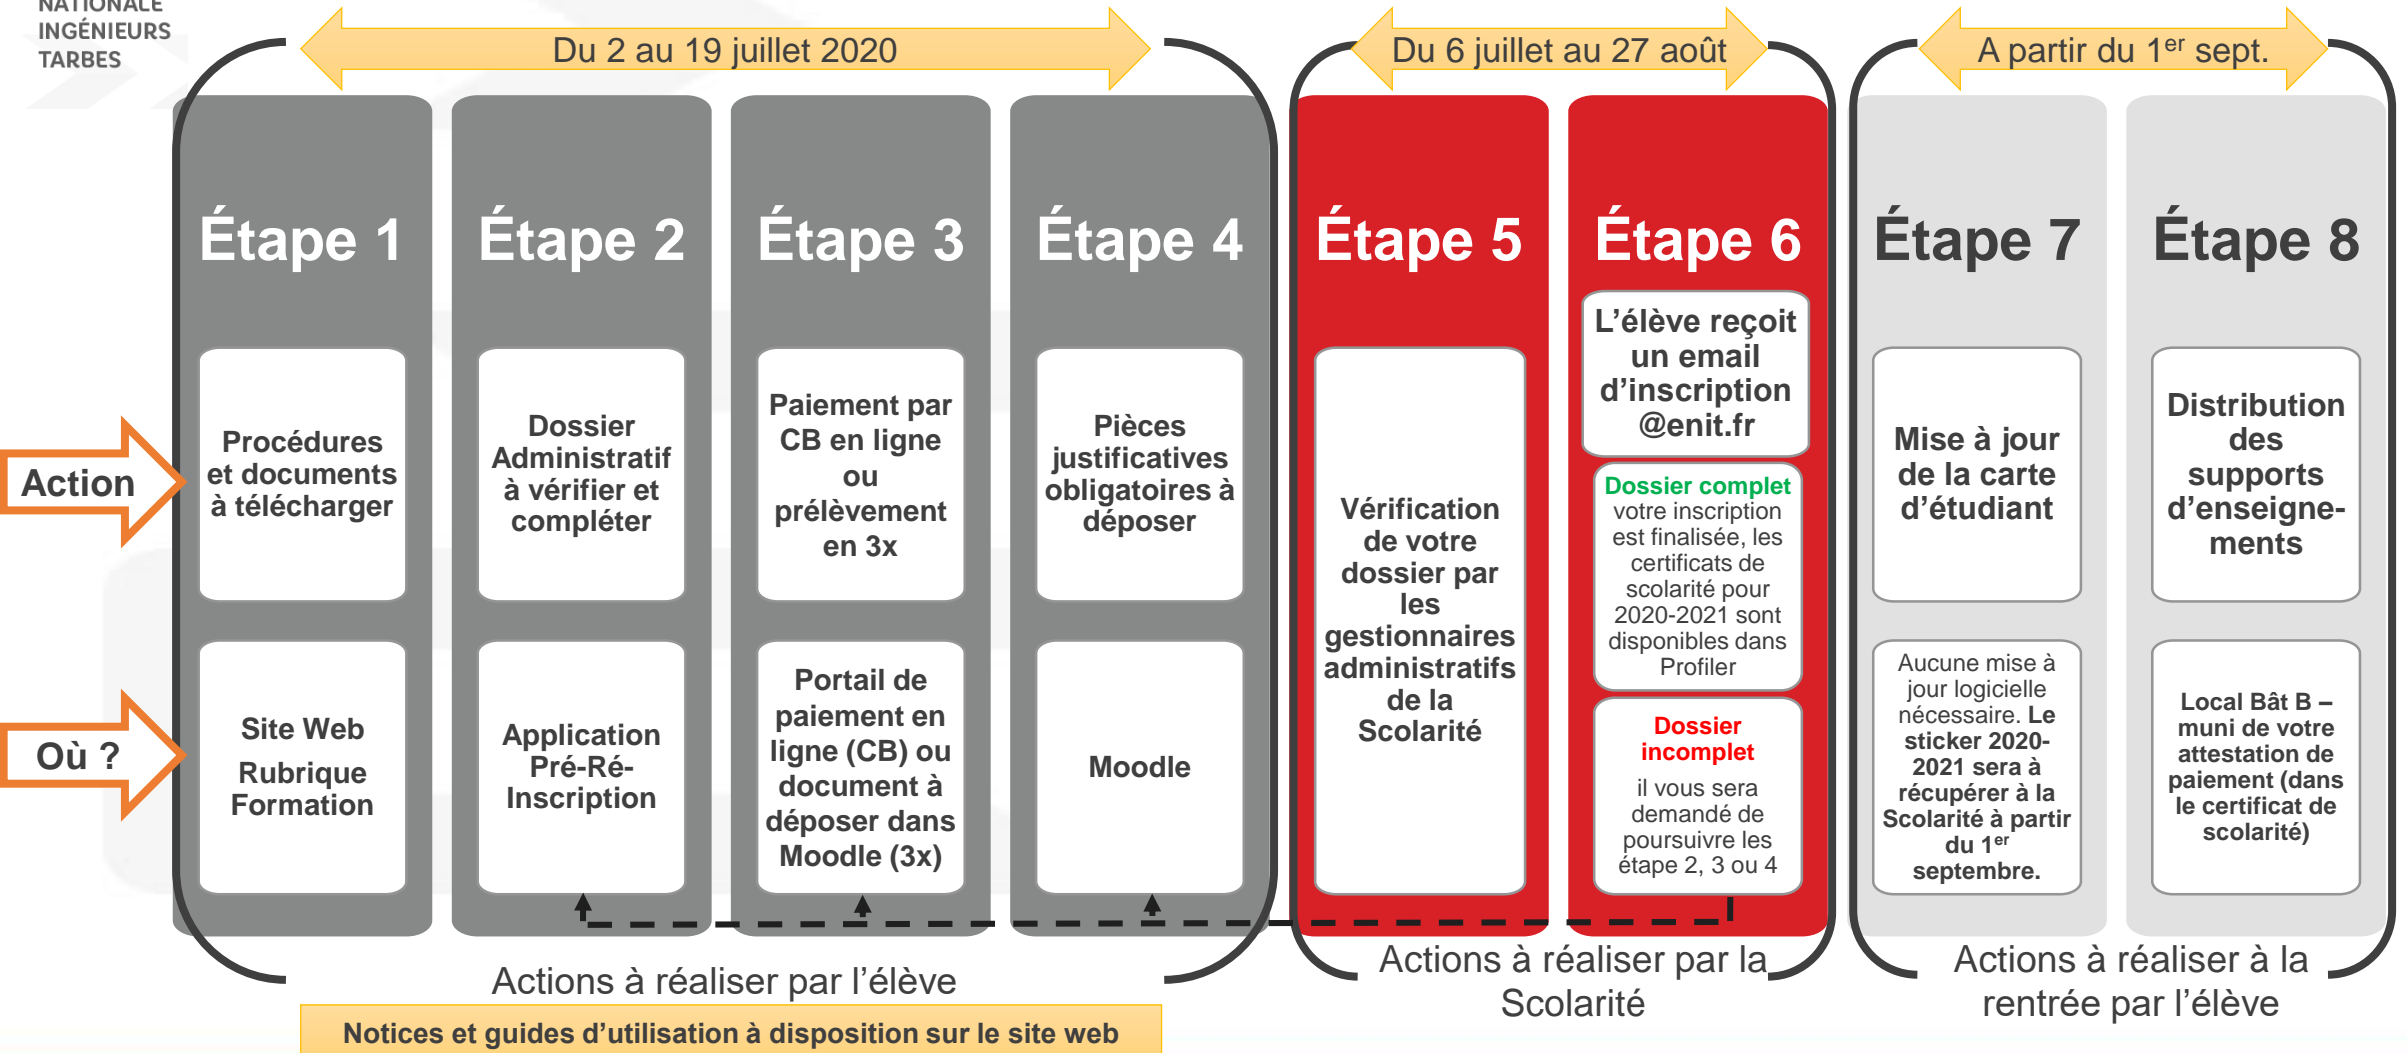 NATIONALE
INGÉNIEURS
TARBES
Du 2 au 19 juillet 2020
Du 6 juillet au 27 août
A partir du 1er sept.
Étape 1
Étape 2
Étape 3
Étape 4
Étape 5
Étape 6
Étape 7
Étape 8
Action
Procédures
et documents
à télécharger
Dossier
Administratif
à vérifier et
compléter
Paiement par
CB en ligne
ou
prélèvement
en 3x
Pièces
justificatives
obligatoires à
déposer
Vérification
de votre
dossier par
les
gestionnaires
administratifs
de la
Scolarité
L’élève reçoit
un email
d’inscription
@enit.fr
Dossier complet
votre inscription
est finalisée, les
certificats de
scolarité pour
2020-2021 sont
disponibles dans
Profiler
Dossier
incomplet
il vous sera
demandé de
poursuivre les
étape 2, 3 ou 4
Mise à jour
de la carte
d’étudiant
Distribution
des
supports
d’enseigne-
ments
Où ?
Site Web
Rubrique
Formation
Application
Pré-Ré-
Inscription
Portail de
paiement en
ligne (CB) ou
document à
déposer dans
Moodle (3x)
Moodle
Aucune mise à
jour logicielle
nécessaire. Le
sticker 2020-
2021 sera à
récupérer à la
Scolarité à partir
du 1er
septembre.
Local Bât B –
muni de votre
attestation de
paiement (dans
le certificat de
scolarité)
Actions à réaliser par l’élève
Actions à réaliser par la
Scolarité
Actions à réaliser à la
rentrée par l’élève
Notices et guides d’utilisation à disposition sur le site web